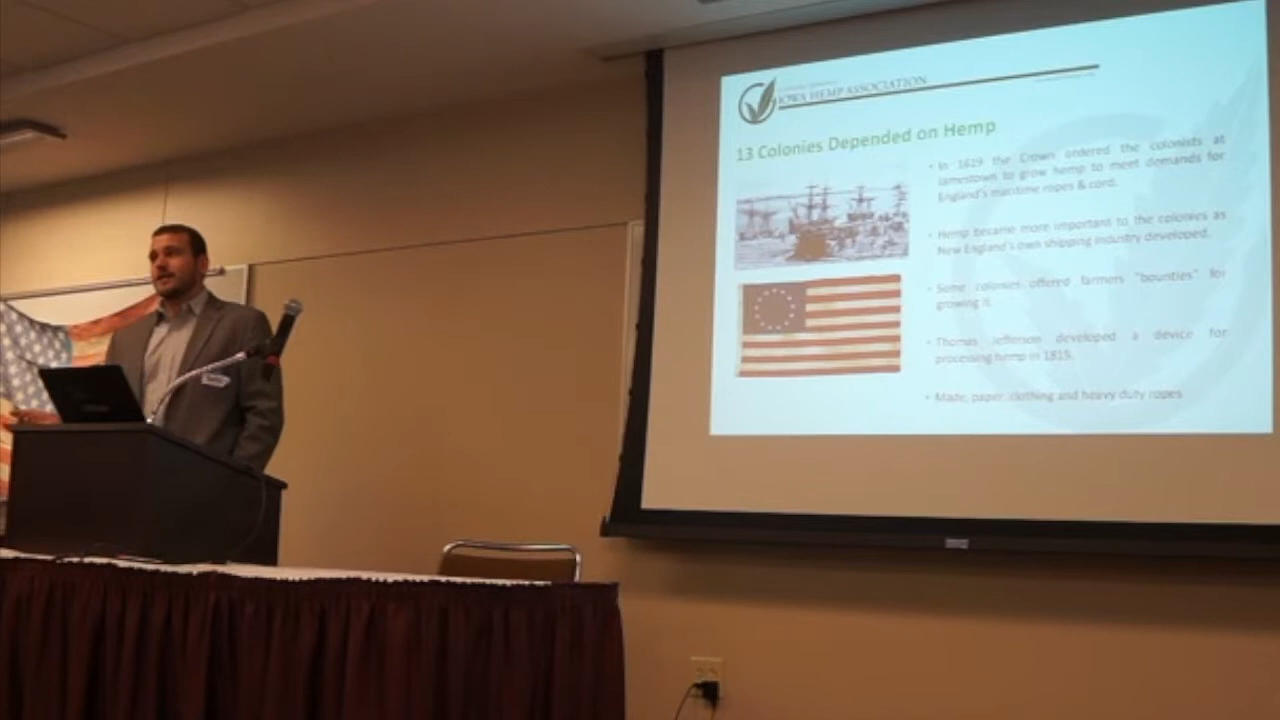 IOWA HEMP ASSOCIATION
13 Colonies Depended on Hemp
• In 1619 the Crown ordered the colonists at
Jamestown to grow hemp to meet demands for
England's maritime ropes & cord.
• Hemp became more important to the colonies as
New England's own shipping industry developed.
• Some colonies offered farmers "bounties" for
growing it.
• Thomas Jefferson developed a device for
processing hemp in 1815.
• Made, paper, clothing and heavy duty ropes